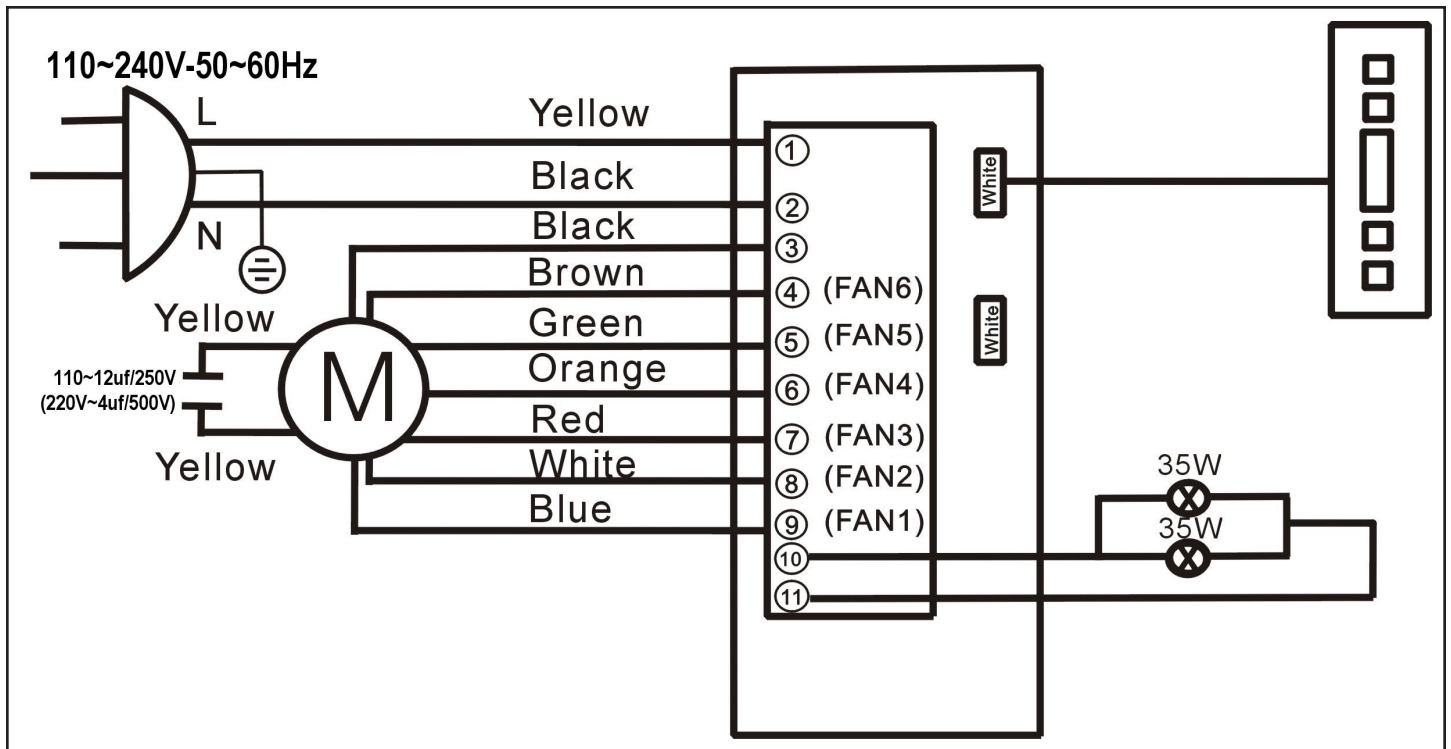 110~240V-50~60Hz
L
Yellow
①
Black
②
N
Black
③
Brown
④ (FAN6)
Yellow
Green
⑤ (FAN5)
Orange
⑥ (FAN4)
110~12uf/250V
(220V~4uf/500V)
M
Red
⑦ (FAN3)
Yellow
White
⑧ (FAN2)
Blue
⑨ (FAN1)
⑩
⑪
White
White
35W
35W